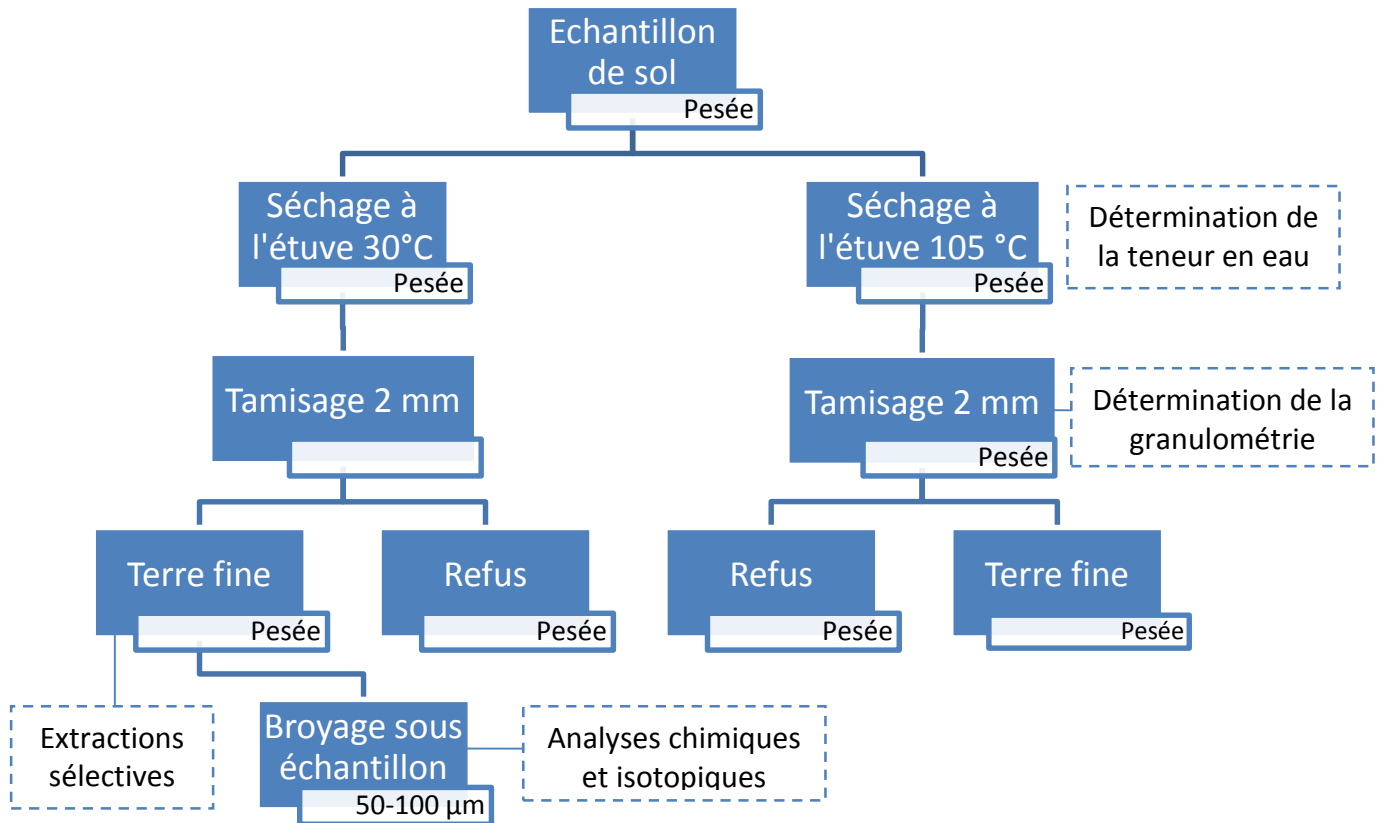 Echantillon
de sol
Pesée
Séchage à
l'étuve 30°C
Pesée
Séchage à
l'étuve 105 °C
Pesée
Détermination de
la teneur en eau
Tamisage 2 mm
Tamisage 2 mm
Pesée
Détermination de la
granulométrie
Terre fine
Pesée
Refus
Pesée
Refus
Pesée
Terre fine
Pesée
Extractions
sélectives
Broyage sous
échantillon
50-100 µm
Analyses chimiques
et isotopiques